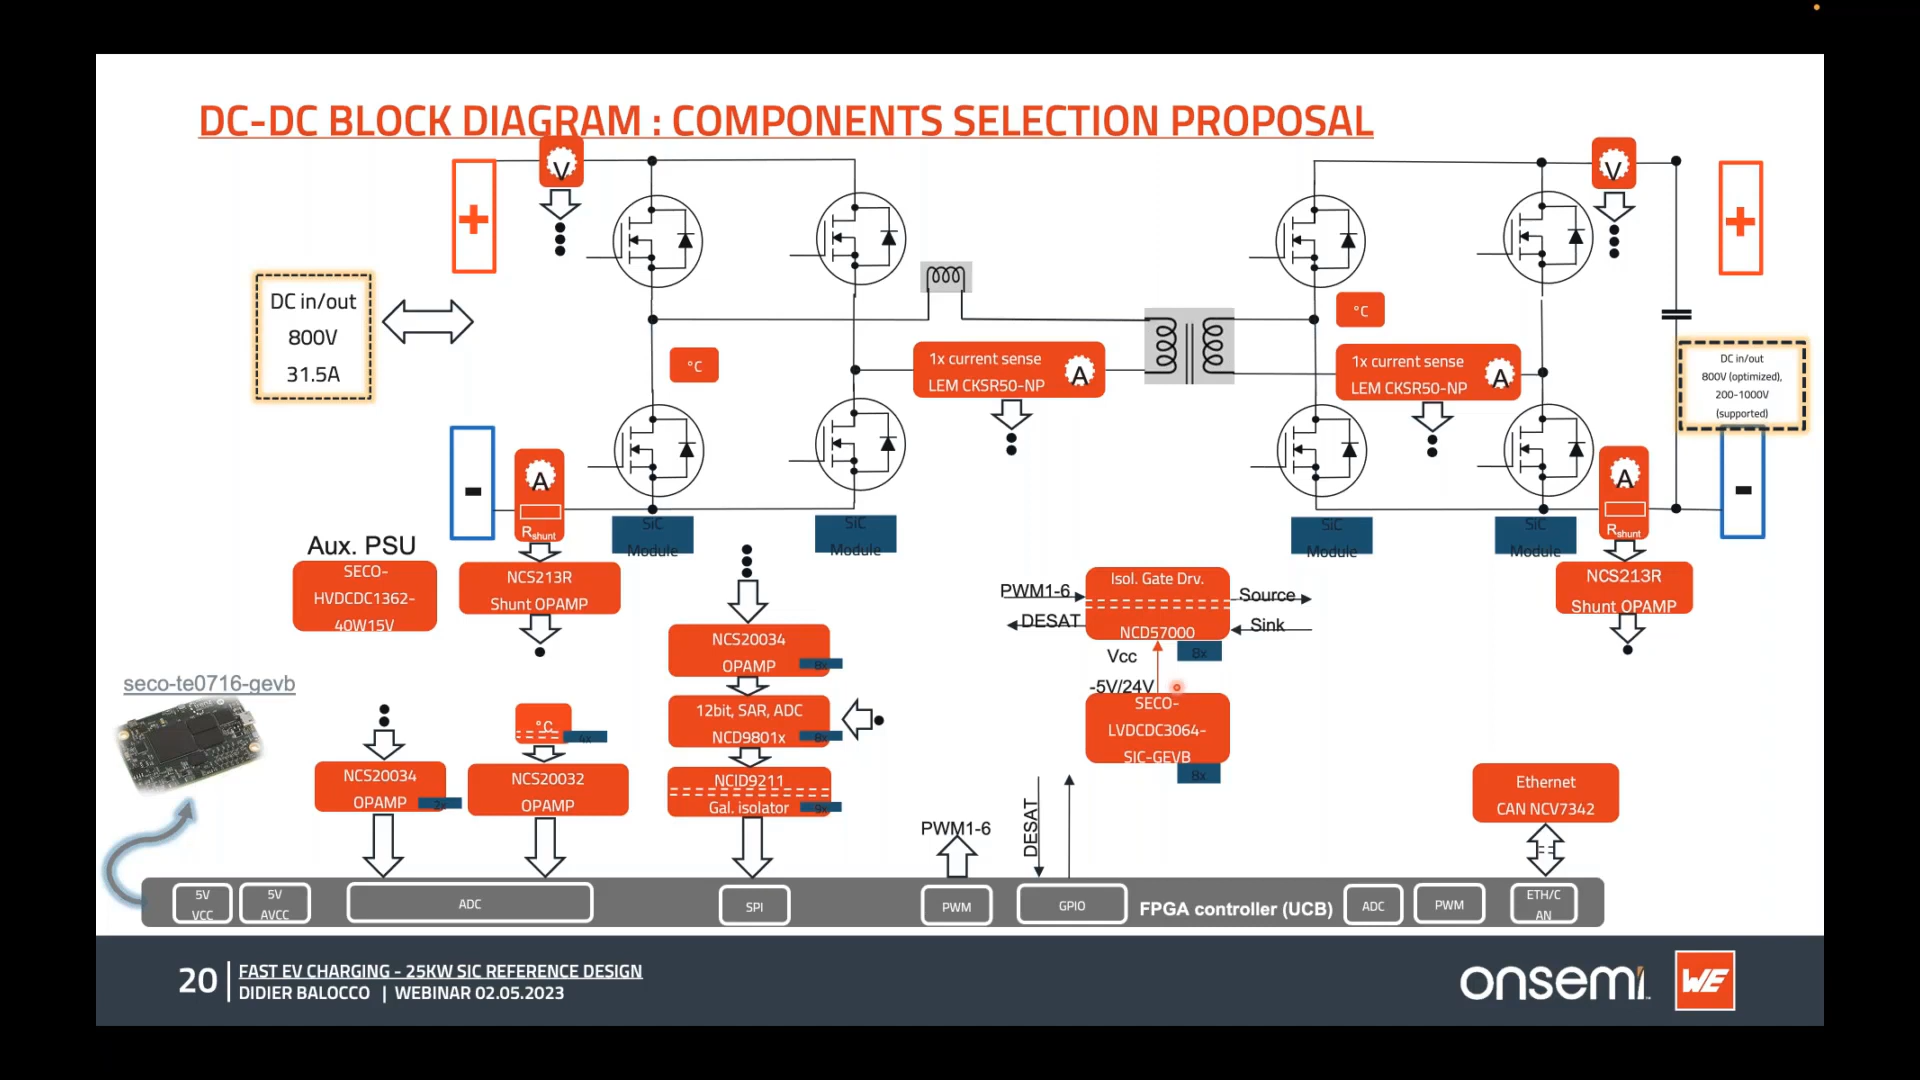 DC-DC BLOCK DIAGRAM : COMPONENTS SELECTION PROPOSAL
V
V
+
+
DC in/out
800V
31.5A
°C
°C
1x current sense
LEM CKSR50-NP
A
1x current sense
LEM CKSR50-NP
A
DC in/out
800V (optimized),
200-1000V
(supported)
-
-
A
Rshunt
A
Rshunt
SiC
Module
SiC
Module
SiC
Module
SiC
Module
Aux. PSU
SECO-
HVDCDC1362-
40W15V
NCS213R
Shunt OPAMP
NCS20034
OPAMP
8x
12bit, SAR, ADC
NCD9801x
8x
NCID9211
Gal. isolator
9x
PWM1-6
DESAT
Isol. Gate Drv.
NCD57000
8x
Source
Sink
Vcc
-5V/24V
SECO-
LVDCDC3064-
SIC-GEVB
8x
NCS213R
Shunt OPAMP
seco-te0716-gevb
°C
4x
NCS20034
OPAMP
2x
NCS20032
OPAMP
PWM1-6
DESAT
Ethernet
CAN NCV7342
5V
VCC
5V
AVCC
ADC
SPI
PWM
GPIO
FPGA controller (UCB)
ADC
PWM
ETH/C
AN
20
FAST EV CHARGING - 25KW SIC REFERENCE DESIGN
DIDIER BALOCCO | WEBINAR 02.05.2023
onsemi
WE